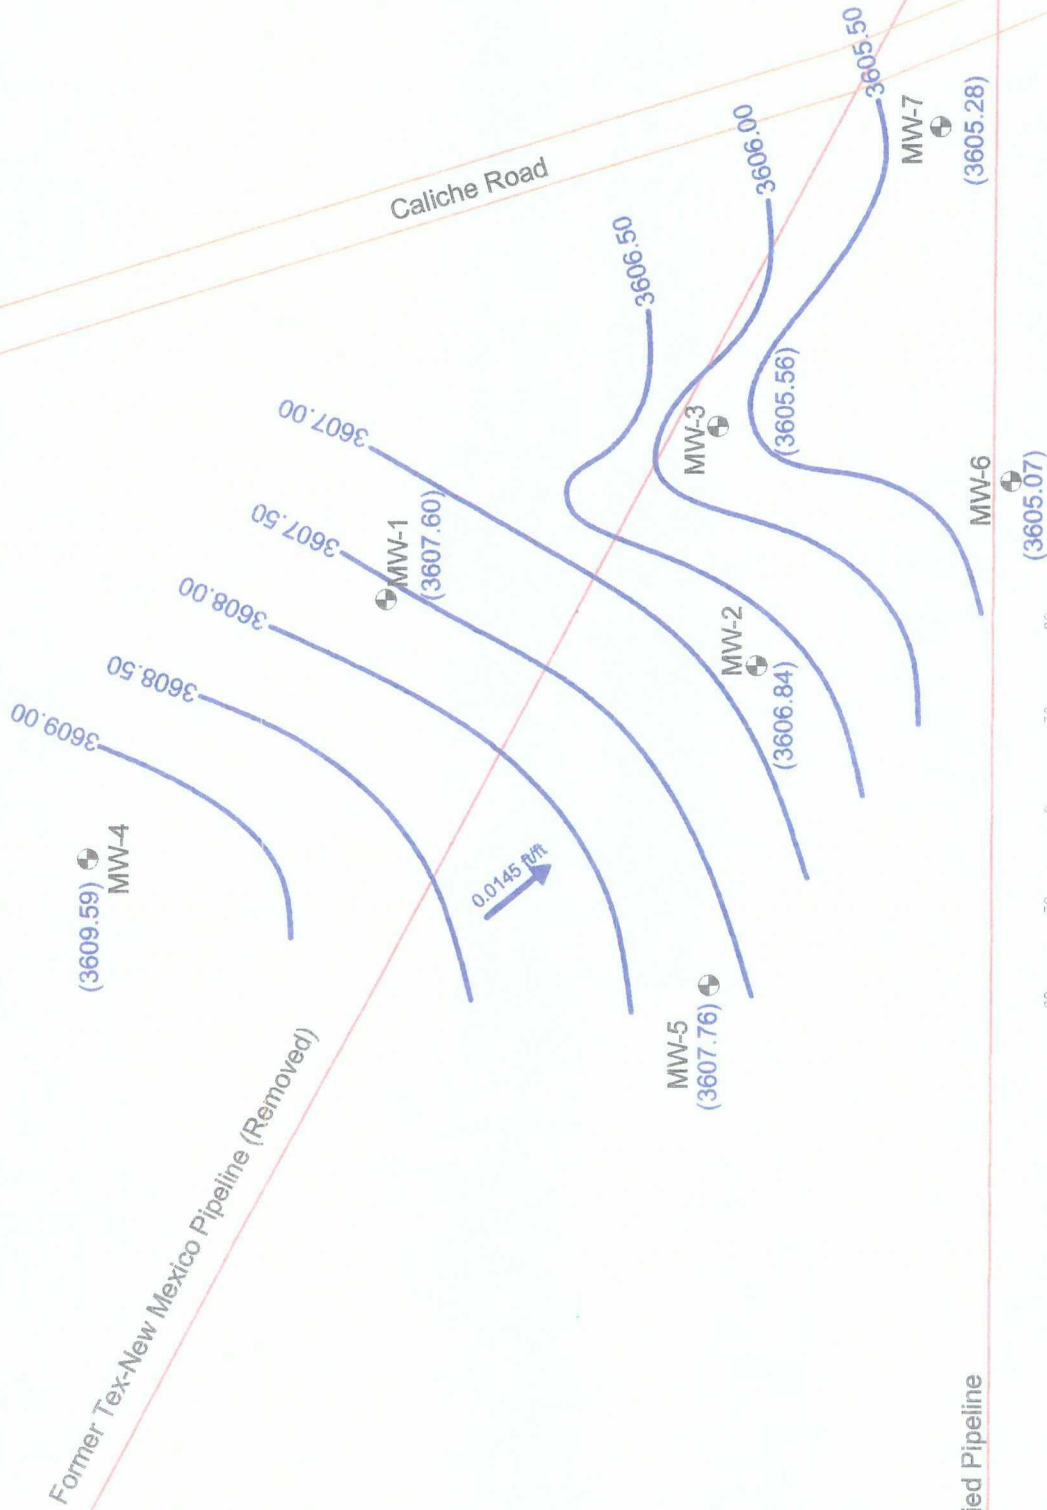 3605.50
MW-7
(3605.28)
3606.00
Caliche Road
3606.50
3607.00
MW-3
(3605.56)
MW-6
(3605.07)
3607.50
MW-1
(3607.60)
3608.00
MW-2
(3606.84)
3608.50
3609.00
MW-4
(3609.59)
0.0145 ft/ft
MW-5
(3607.76)
Former Tex-New Mexico Pipeline (Removed)
ied Pipeline